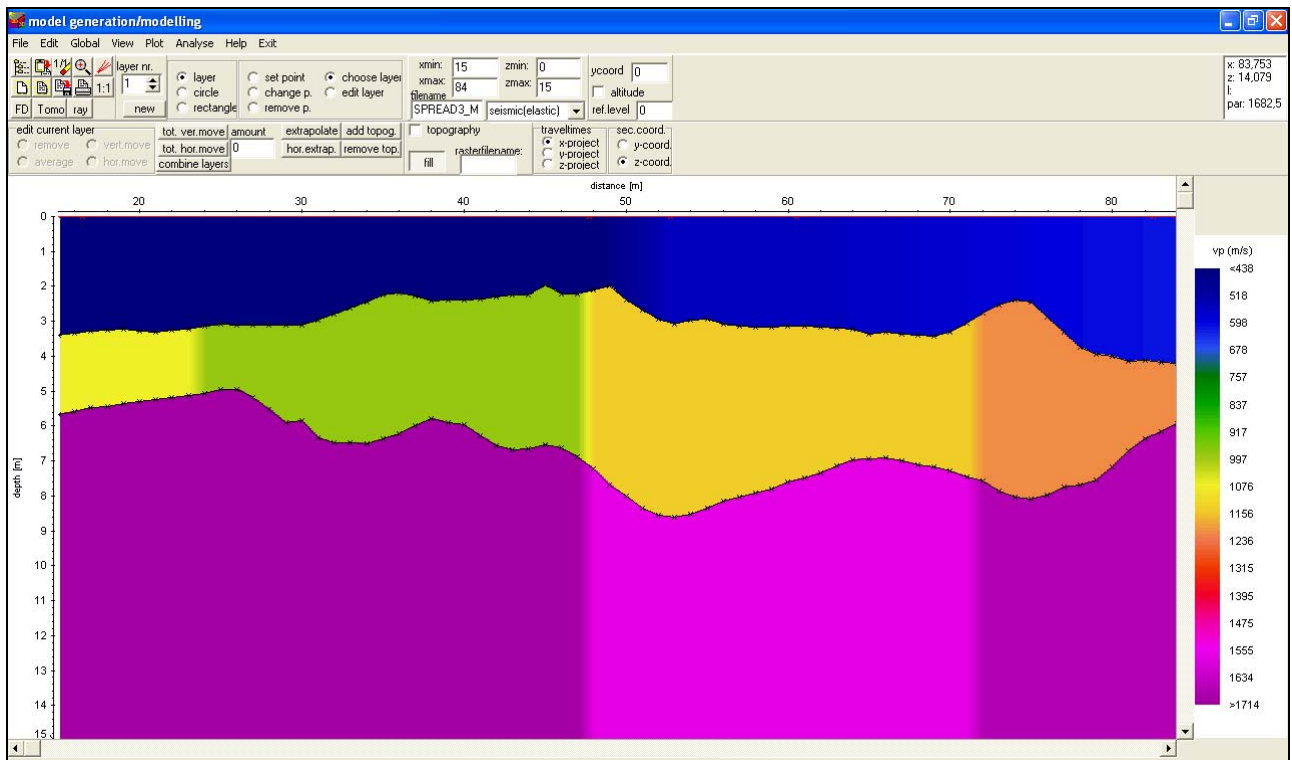 model generation/modelling
File Edit Global View Plot Analyse Help Exit
layer nr.
1
1:1
FD Tomo ray new
layer
circle
rectangle
set point
change p.
remove p.
choose layer
edit layer
xmin: 15 zmin: 0
xmax: 84 zmax: 15
filename
SPREAD3_M seismic(elastic)
ycoord 0
altitude
ref.level 0
x: 83,753
z: 14,079
l:
par: 1682,5
edit current layer
remove vert.move
average hor.move
tot. ver.move amount extrapolate add topog.
tot. hor.move 0 hor.extrap. remove top.
combine layers
topography
fill rasterfilename:
traveltimes
x-project
y-project
z-project
sec.coord.
y-coord.
z-coord.
distance [m]
20 30 40 50 60 70 80
depth [m]
0
1
2
3
4
5
6
7
8
9
10
11
12
13
14
15
vp (m/s)
<438
518
598
678
757
837
917
997
1076
1156
1236
1315
1395
1475
1555
1634
>1714